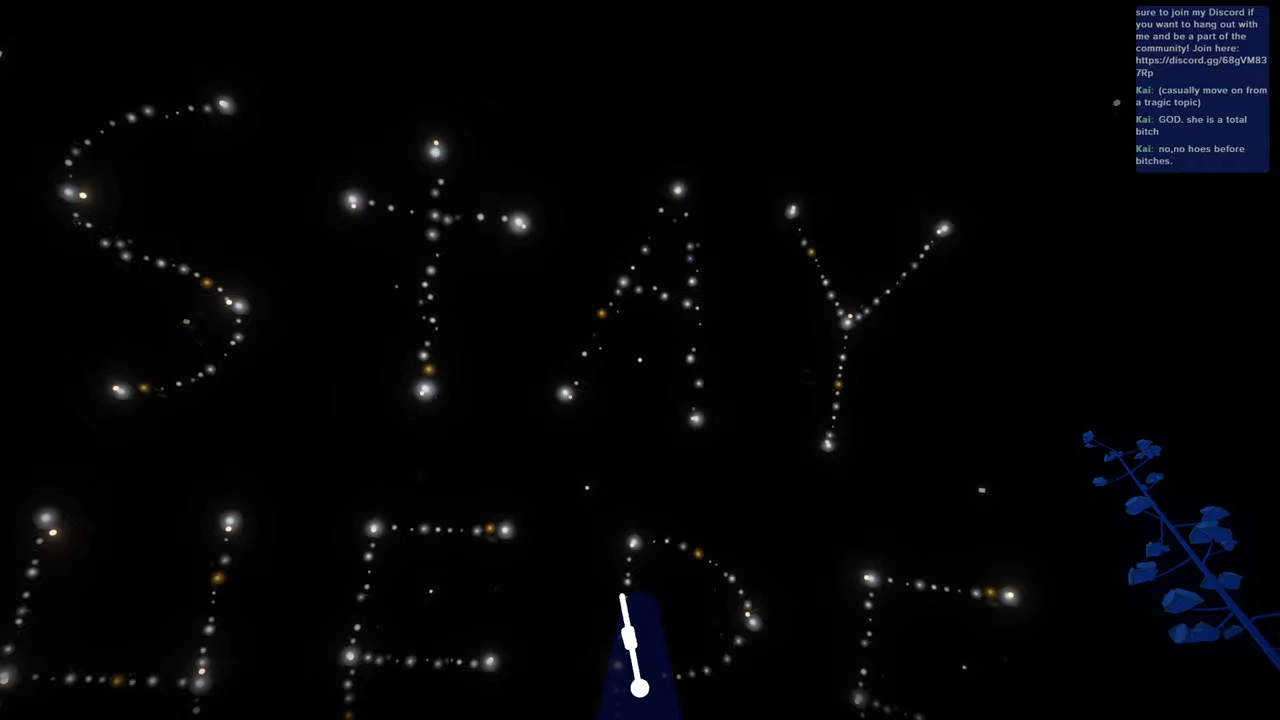 sure to join my Discord if
you want to hang out with
me and be a part of the
community! Join here:
https://discord.gg/68gVM83
7Rp
Kai: (casually move on from
a tragic topic)
Kai: GOD. she is a total
bitch
Kai: no,no hoes before
bitches.
STAY
HERE